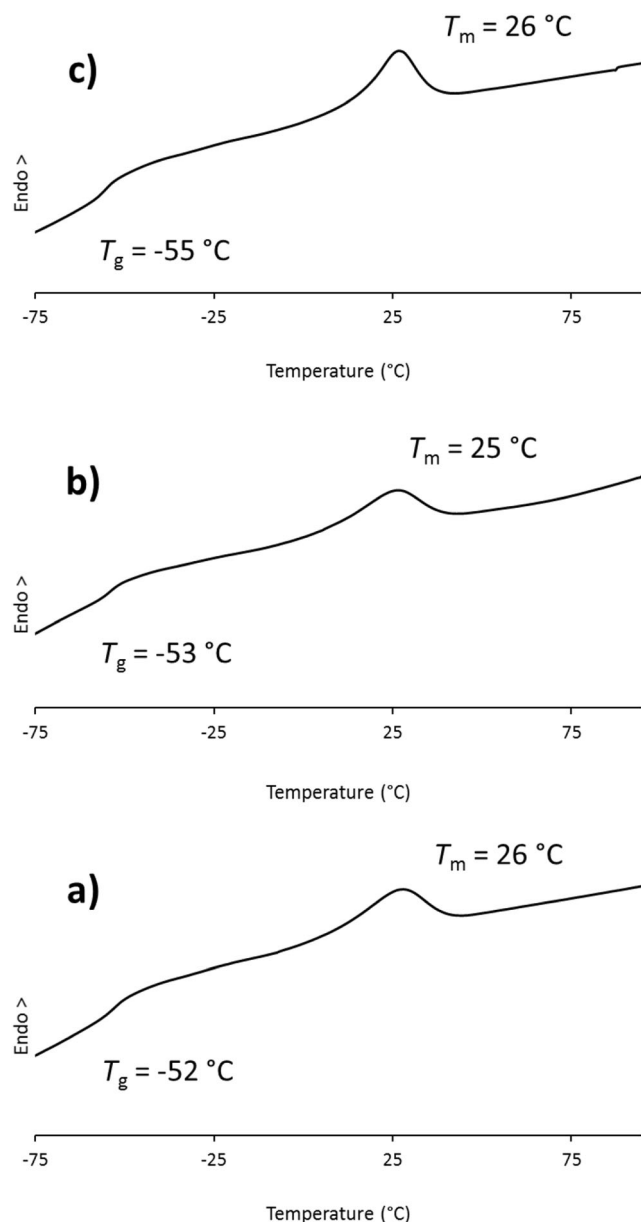 Tm = 26 °C
c)
Endo >
Tg = -55 °C
-75 -25 25 75
Temperature (°C)
Tm = 25 °C
b)
Endo >
Tg = -53 °C
-75 -25 25 75
Temperature (°C)
Tm = 26 °C
a)
Endo >
Tg = -52 °C
-75 -25 25 75
Temperature (°C)